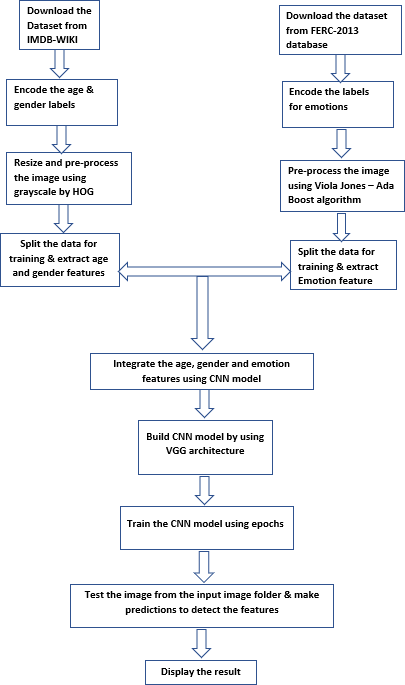 Download the
Dataset from
IMDB-WIKI
Encode the age &
gender labels
Resize and pre-process
the image using
grayscale by HOG
Split the data for
training & extract age
and gender features
Download the dataset
from FERC-2013
database
Encode the labels
for emotions
Pre-process the image
using Viola Jones – Ada
Boost algorithm
Split the data for
training & extract
Emotion feature
Integrate the age, gender and emotion
features using CNN model
Build CNN model by using
VGG architecture
Train the CNN model using epochs
Test the image from the input image folder & make
predictions to detect the features
Display the result